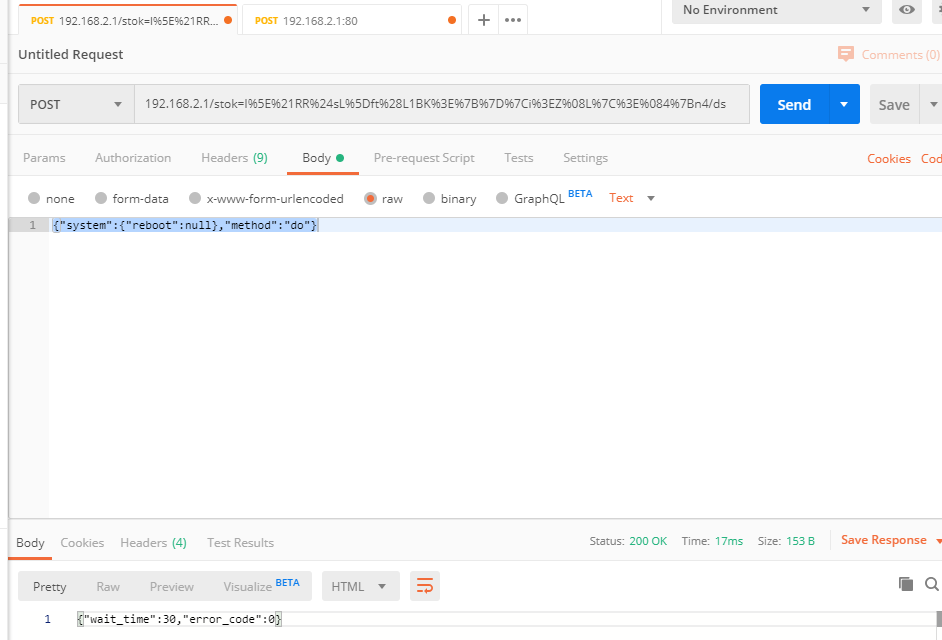 POST 192.168.2.1/stok=I%5E%21RR...
POST 192.168.2.1:80
No Environment
Untitled Request
Comments (0)
POST
192.168.2.1/stok=I%5E%21RR%24sL%5Dft%28L1BK%3E%7B%7D%7Ci%3EZ%08L%7C%3E%084%7Bn4/ds
Send
Save
Params
Authorization
Headers (9)
Body
Pre-request Script
Tests
Settings
Cookies
Cod
none
form-data
x-www-form-urlencoded
raw
binary
GraphQL BETA
Text
1 {"system":{"reboot":null},"method":"do"}
Body
Cookies
Headers (4)
Test Results
Status: 200 OK
Time: 17ms
Size: 153 B
Save Response
Pretty
Raw
Preview
Visualize BETA
HTML
1 {"wait_time":30,"error_code":0}